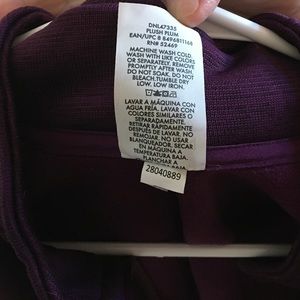 DNL47335
PLUSH PLUM
EAN/UPC 8 8496811168
RN# 52469
MACHINE WASH COLD.
WASH WITH LIKE COLORS
OR SEPARATELY, REMOVE
PROMPTLY AFTER WASH.
DO NOT SOAK. DO NOT
BLEACH.TUMBLE DRY
LOW. LOW IRON.
LAVAR A MÁQUINA CON
AGUA FRÍA. LAVAR CON
COLORES SIMILARES O
SEPARADAMENTE.
RETIRAR RÁPIDAMENTE
DESPUÉS DE LAVAR. NO
REMOJAR. NO USAR
BLANQUEADOR. SECAR
A MÁQUINA EN
TEMPERATURA BAJA.
PLANCHAR A
TEMPERATURA BAJA.
28040889